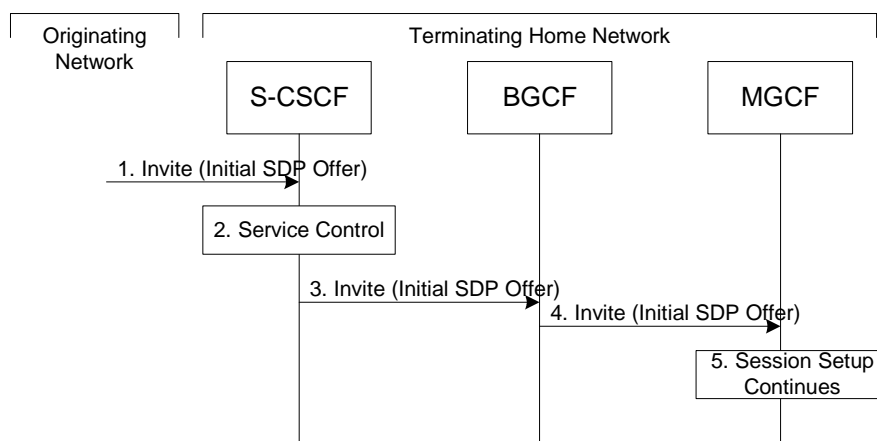 Originating
Network
Terminating Home Network
S-CSCF
BGCF
MGCF
1. Invite (Initial SDP Offer)
2. Service Control
3. Invite (Initial SDP Offer)
4. Invite (Initial SDP Offer)
5. Session Setup
Continues